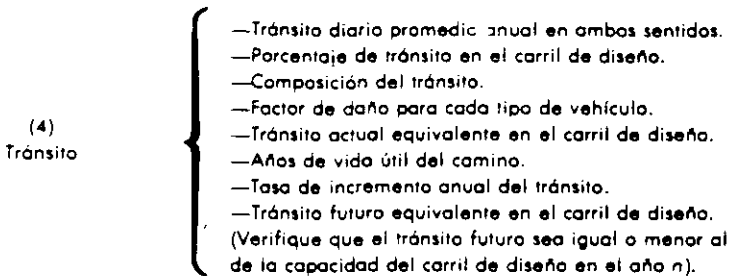 (4)
Tránsito
—Tránsito diario promedio anual en ambos sentidos.
—Porcentaje de tránsito en el carril de diseño.
—Composición del tránsito.
—Factor de daño para cada tipo de vehículo.
—Tránsito actual equivalente en el carril de diseño.
—Años de vida útil del camino.
—Tasa de incremento anual del tránsito.
—Tránsito futuro equivalente en el carril de diseño.
(Verifique que el tránsito futuro sea igual o menor al
de la capacidad del carril de diseño en el año n).